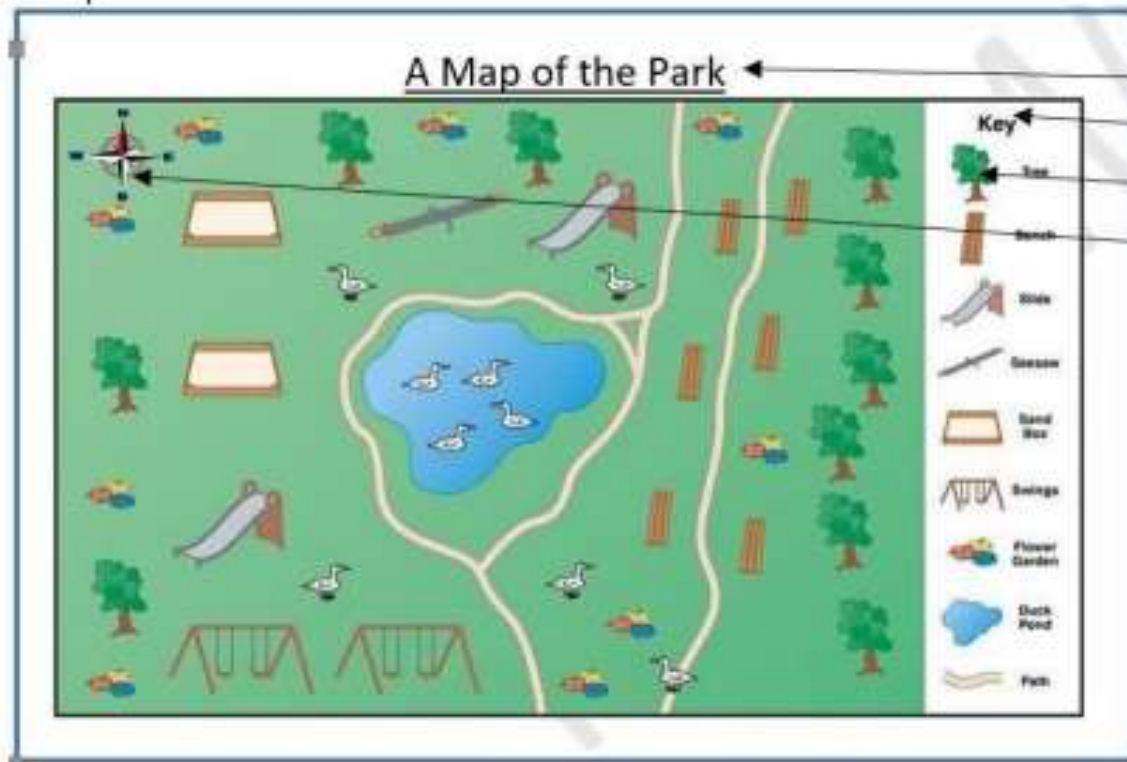 A Map of the Park
Key
Tree
Bench
Slide
Seesaw
Sand
Box
Swings
Flower
Garden
Duck
Pond
Path